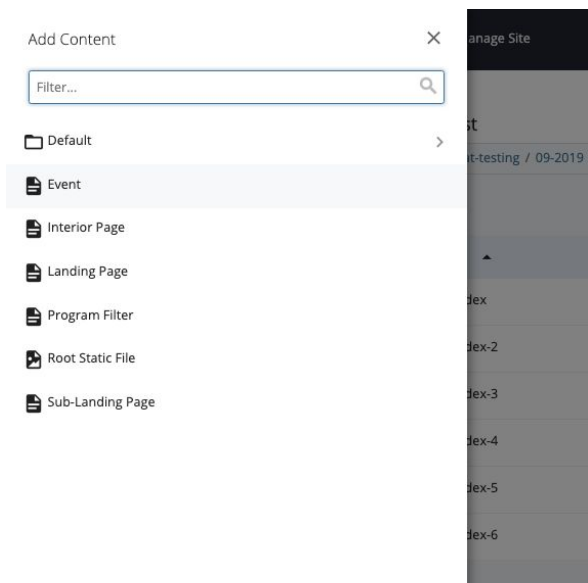 Add Content
anage Site
Filter...
st
Default
t-testing / 09-2019
Event
Interior Page
Landing Page
dex
Program Filter
dex-2
Root Static File
dex-3
Sub-Landing Page
dex-4
dex-5
dex-6